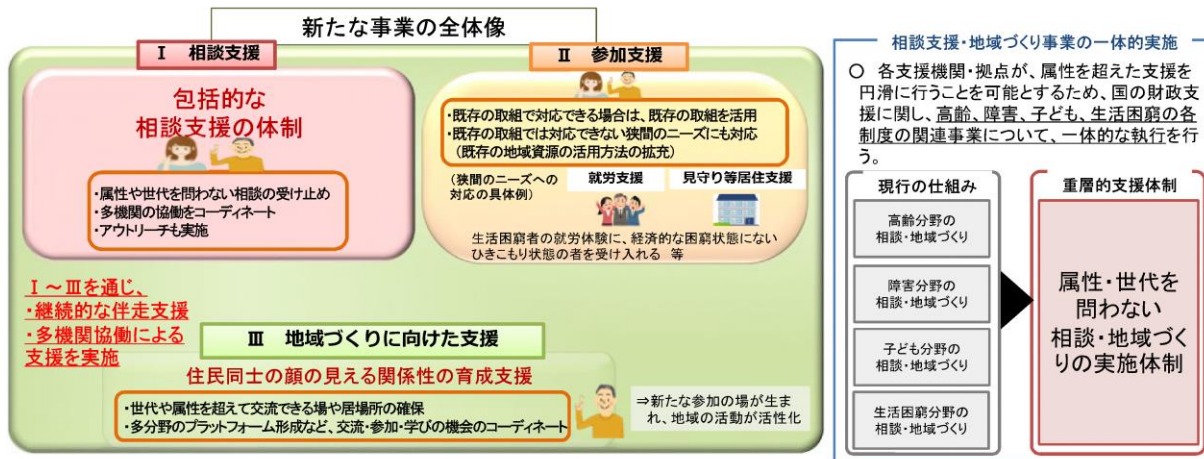 新たな事業の全体像
Ⅰ 相談支援
包括的な
相談支援の体制
・属性や世代を問わない相談の受け止め
・多機関の協働をコーディネート
・アウトリーチも実施
Ⅱ 参加支援
・既存の取組で対応できる場合は、既存の取組を活用
・既存の取組では対応できない狭間のニーズにも対応
（既存の地域資源の活用方法の拡充）
（狭間のニーズへの
対応の具体例）
就労支援
見守り等居住支援
生活困窮者の就労体験に、経済的な困窮状態にない
ひきこもり状態の者を受け入れる 等
Ⅰ～Ⅲを通じ、
・継続的な伴走支援
・多機関協働による
支援を実施
Ⅲ 地域づくりに向けた支援
住民同士の顔の見える関係性の育成支援
・世代や属性を超えて交流できる場や居場所の確保
・多分野のプラットフォーム形成など、交流・参加・学びの機会のコーディネート
⇒新たな参加の場が生ま
れ、地域の活動が活性化
相談支援・地域づくり事業の一体的実施
○ 各支援機関・拠点が、属性を超えた支援を
円滑に行うことを可能とするため、国の財政支
援に関し、高齢、障害、子ども、生活困窮の各
制度の関連事業について、一体的な執行を行
う。
現行の仕組み
高齢分野の
相談・地域づくり
障害分野の
相談・地域づくり
子ども分野の
相談・地域づくり
生活困窮分野の
相談・地域づくり
重層的支援体制
属性・世代を
問わない
相談・地域づく
りの実施体制